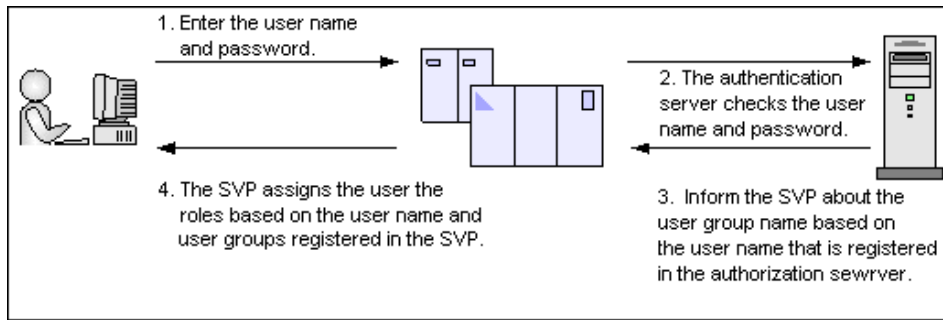 1. Enter the user name
and password.
2. The authentication
server checks the user
name and password.
3. Inform the SVP about the
user group name based on
the user name that is registered
in the authorization sewrver.
4. The SVP assigns the user the
roles based on the user name and
user groups registered in the SVP.